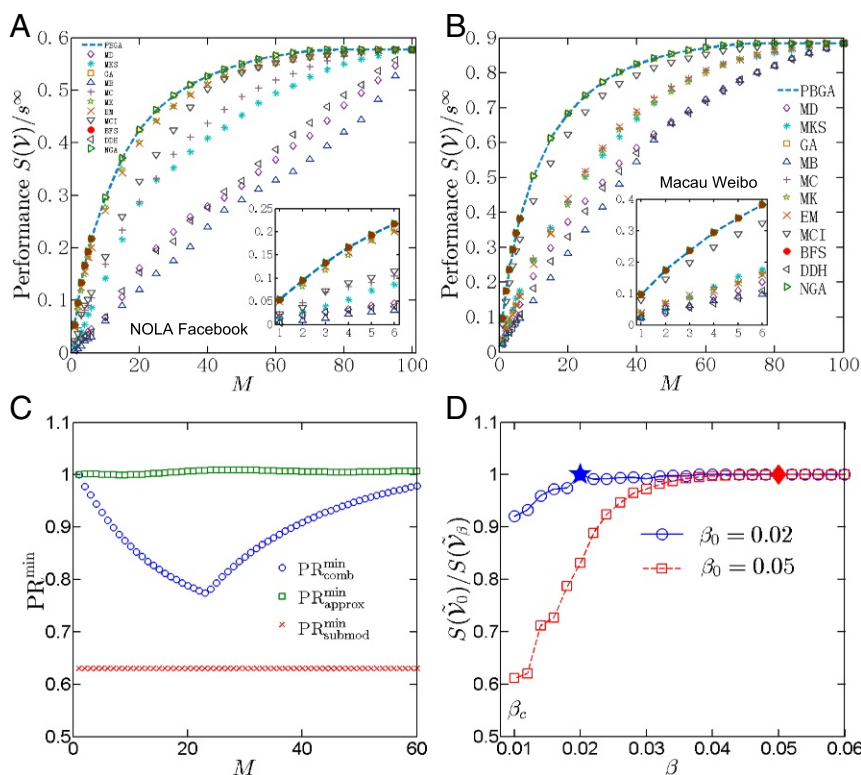 A
Performance S(𝒱)/s^∞
0.6
0.5
0.4
0.3
0.2
0.1
0
0 20 40 60 80 100
M
PBGA
MD
MKS
GA
MB
MC
MK
EM
MCI
BFS
DDH
NGA
0.25
0.2
0.15
0.1
0.05
0
1 2 3 4 5 6
NOLA Facebook
B
Performance S(𝒱)/s^∞
0.9
0.8
0.7
0.6
0.5
0.4
0.3
0.2
0.1
0
0 20 40 60 80 100
M
Macau Weibo
0.4
0.3
0.2
0.1
0
1 2 3 4 5 6
PBGA
MD
MKS
GA
MB
MC
MK
EM
MCI
BFS
DDH
NGA
C
PR^min
1.1
1
0.9
0.8
0.7
0.6
0.5
0 20 40 60
M
PR^min_comb
PR^min_approx
PR^min_submod
D
S(Ṽ_0)/S(Ṽ_β)
1.1
1
0.9
0.8
0.7
0.6
0.5
β_0 = 0.02
β_0 = 0.05
β_c
0.01 0.02 0.03 0.04 0.05 0.06
β